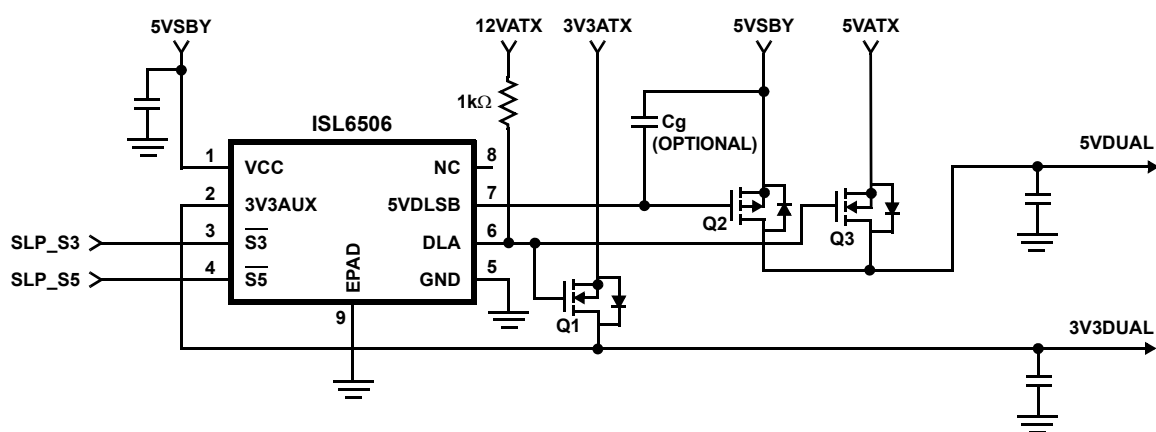 5VSBY
12VATX
3V3ATX
5VSBY
5VATX
1kΩ
ISL6506
Cg
(OPTIONAL)
5VDUAL
1
VCC
NC
8
2
3V3AUX
5VDLSB
7
Q2
Q3
SLP_S3
3
S3
DLA
6
SLP_S5
4
S5
EPAD
GND
5
Q1
9
3V3DUAL